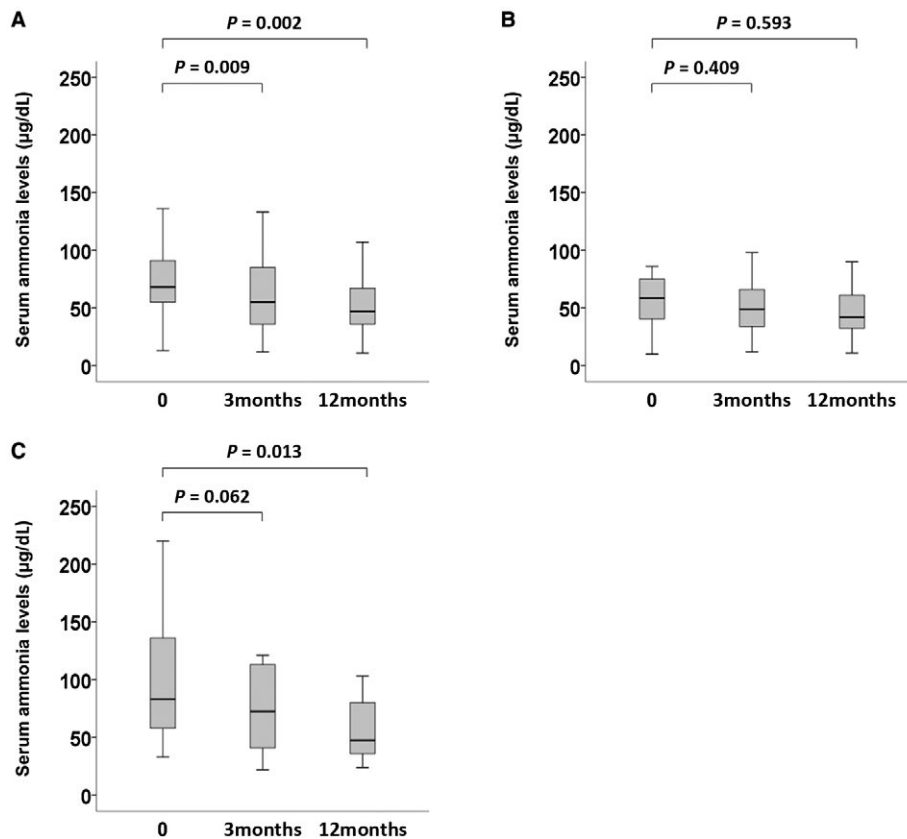 A
P = 0.002
P = 0.009
Serum ammonia levels (µg/dL)
250
200
150
100
50
0
0 3months 12months
B
P = 0.593
P = 0.409
Serum ammonia levels (µg/dL)
250
200
150
100
50
0
0 3months 12months
C
P = 0.013
P = 0.062
Serum ammonia levels (µg/dL)
250
200
150
100
50
0
0 3months 12months